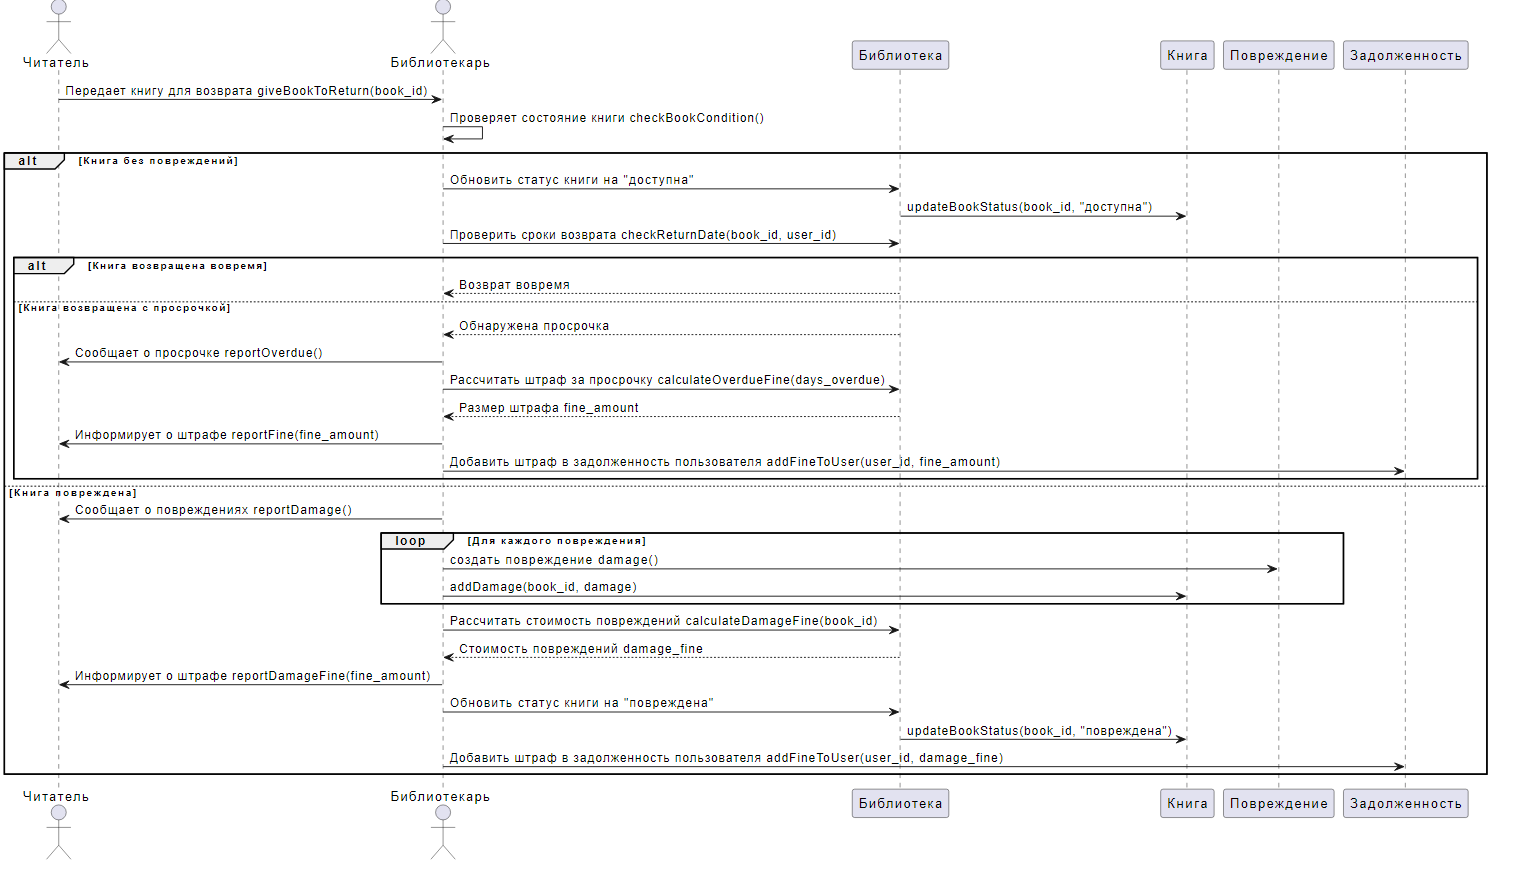 Читатель
Библиотекарь
Библиотека
Книга
Повреждение
Задолженность
Передает книгу для возврата giveBookToReturn(book_id)
Проверяет состояние книги checkBookCondition()
alt
[Книга без повреждений]
Обновить статус книги на "доступна"
updateBookStatus(book_id, "доступна")
Проверить сроки возврата checkReturnDate(book_id, user_id)
alt
[Книга возвращена вовремя]
Возврат вовремя
[Книга возвращена с просрочкой]
Обнаружена просрочка
Сообщает о просрочке reportOverdue()
Рассчитать штраф за просрочку calculateOverdueFine(days_overdue)
Размер штрафа fine_amount
Информирует о штрафе reportFine(fine_amount)
Добавить штраф в задолженность пользователя addFineToUser(user_id, fine_amount)
[Книга повреждена]
Сообщает о повреждениях reportDamage()
loop
[Для каждого повреждения]
создать повреждение damage()
addDamage(book_id, damage)
Рассчитать стоимость повреждений calculateDamageFine(book_id)
Стоимость повреждений damage_fine
Информирует о штрафе reportDamageFine(fine_amount)
Обновить статус книги на "повреждена"
updateBookStatus(book_id, "повреждена")
Добавить штраф в задолженность пользователя addFineToUser(user_id, damage_fine)
Читатель
Библиотекарь
Библиотека
Книга
Повреждение
Задолженность